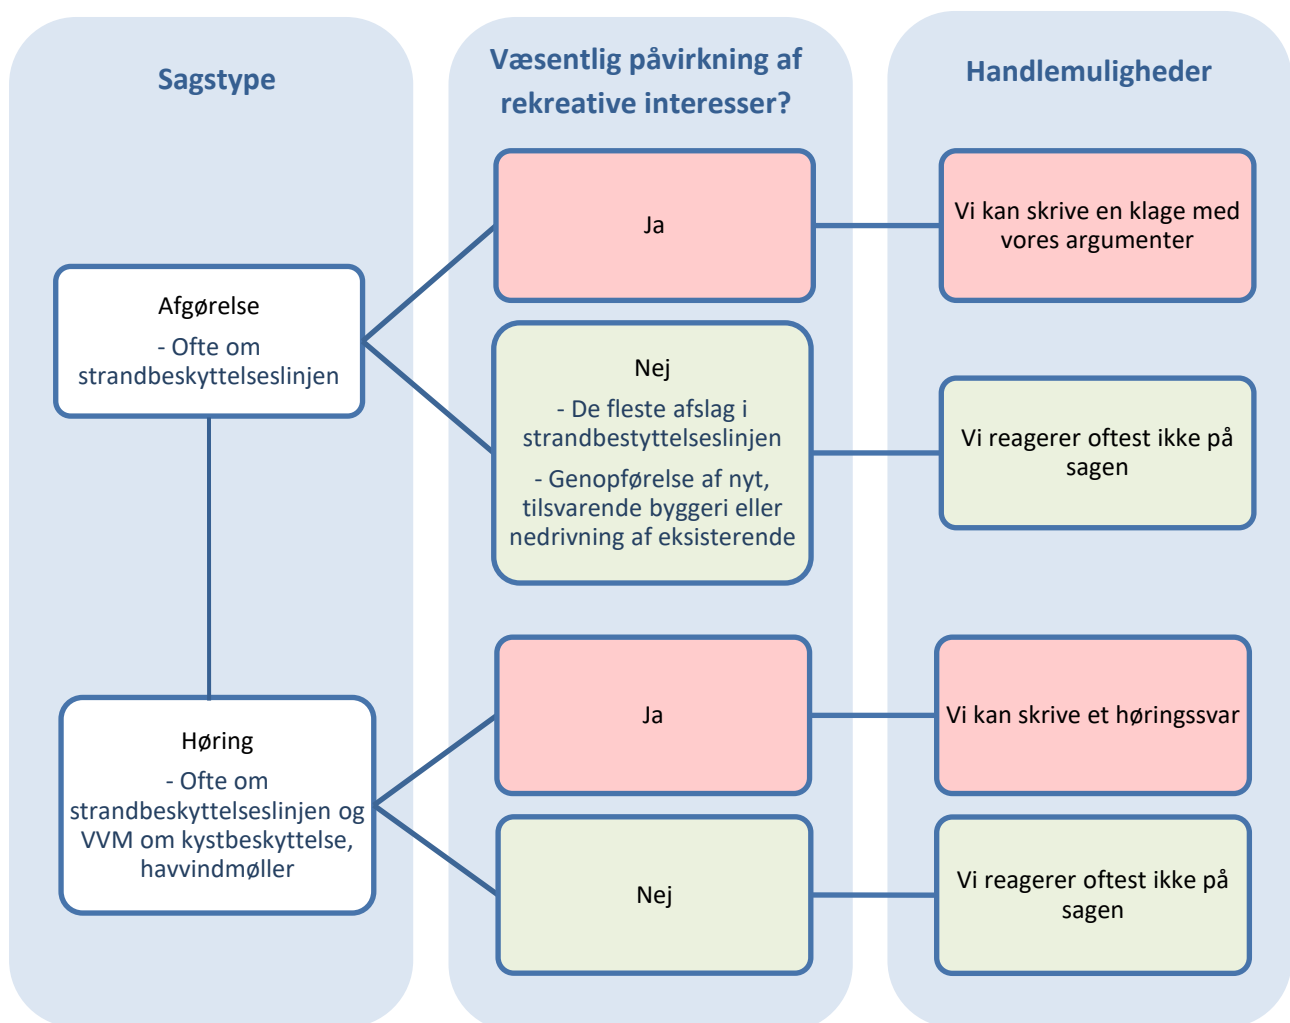 Sagstype
Væsentlig påvirkning af
rekreative interesser?
Handlemuligheder
Afgørelse
- Ofte om
strandbeskyttelseslinjen
Ja
Vi kan skrive en klage med
vores argumenter
Nej
- De fleste afslag i
strandbestyttelseslinjen
- Genopførelse af nyt,
tilsvarende byggeri eller
nedrivning af eksisterende
Vi reagerer oftest ikke på
sagen
Høring
- Ofte om
strandbeskyttelseslinjen og
VVM om kystbeskyttelse,
havvindmøller
Ja
Vi kan skrive et høringssvar
Nej
Vi reagerer oftest ikke på
sagen